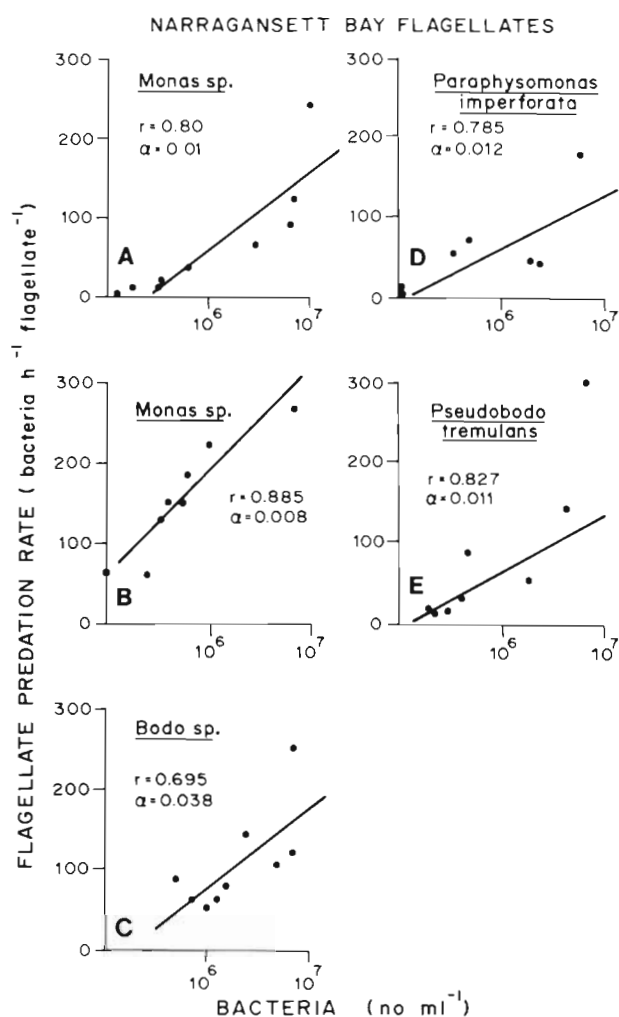 NARRAGANSETT BAY FLAGELLATES
FLAGELLATE PREDATION RATE (bacteria h⁻¹ flagellate⁻¹)
300
200
100
0
Monas sp.
r=0.80
α=0.01
A
10⁶
10⁷
300
200
100
0
Paraphysomonas
imperforata
r=0.785
α=0.012
D
10⁶
10⁷
300
200
100
0
Monas sp.
r=0.885
α=0.008
B
10⁶
10⁷
300
200
100
0
Pseudobodo
tremulans
r=0.827
α=0.011
E
10⁶
10⁷
300
200
100
0
Bodo sp.
r=0.695
α=0.038
C
10⁶
10⁷
BACTERIA (no ml⁻¹)